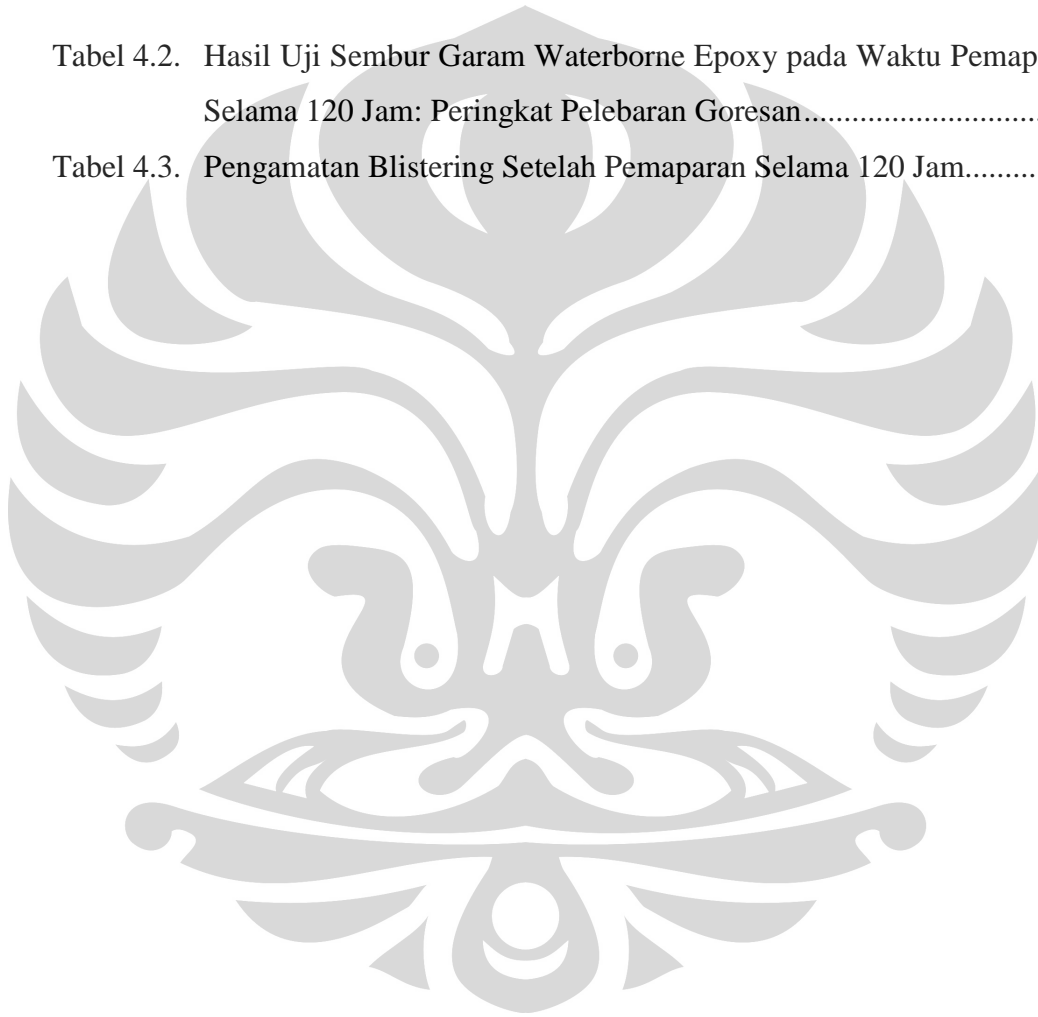 Tabel 4.2. Hasil Uji Sembur Garam Waterborne Epoxy pada Waktu Pemap
Selama 120 Jam: Peringkat Pelebaran Goresan.............................
Tabel 4.3. Pengamatan Blistering Setelah Pemaparan Selama 120 Jam.........